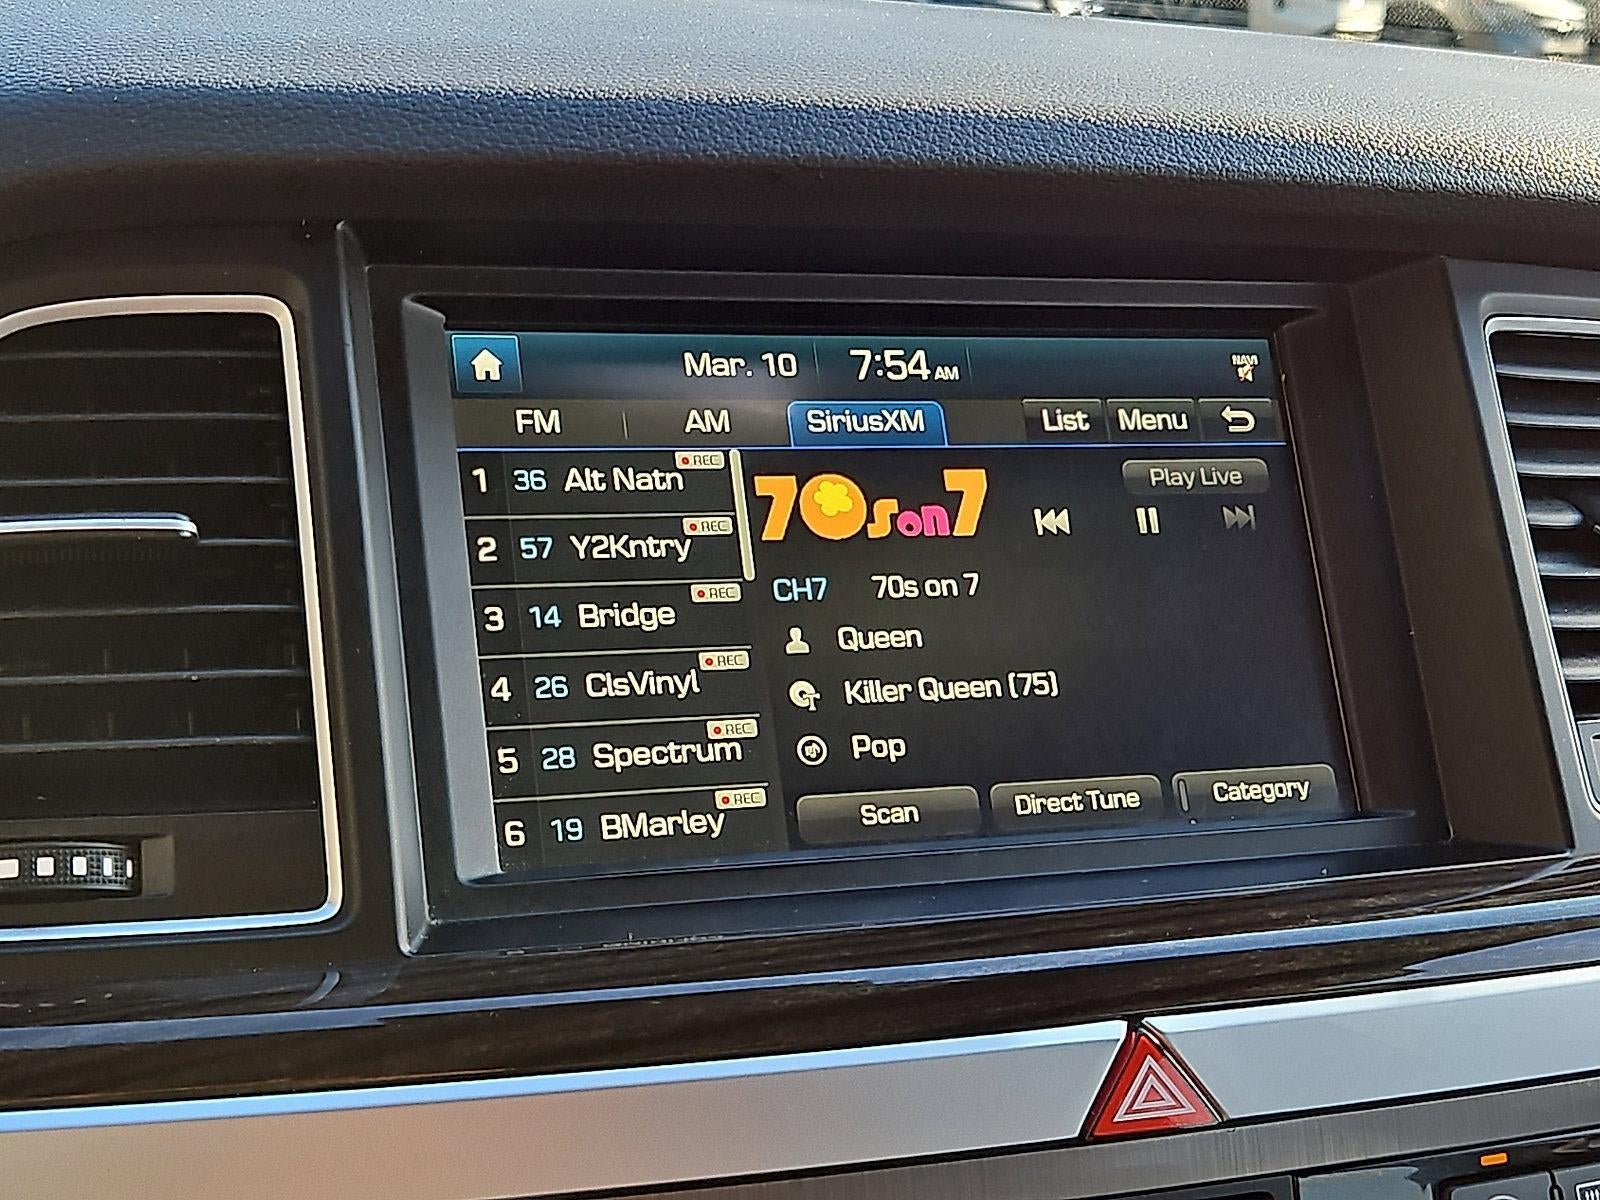 Mar. 10 7:54 AM NAVI
FM AM SiriusXM List Menu
1 36 Alt Natn REC
2 57 Y2Kntry REC
3 14 Bridge REC
4 26 ClsVinyl REC
5 28 Spectrum REC
6 19 BMarley REC
70s on 7
Play Live
CH7 70s on 7
Queen
Killer Queen (75)
Pop
Scan Direct Tune Category